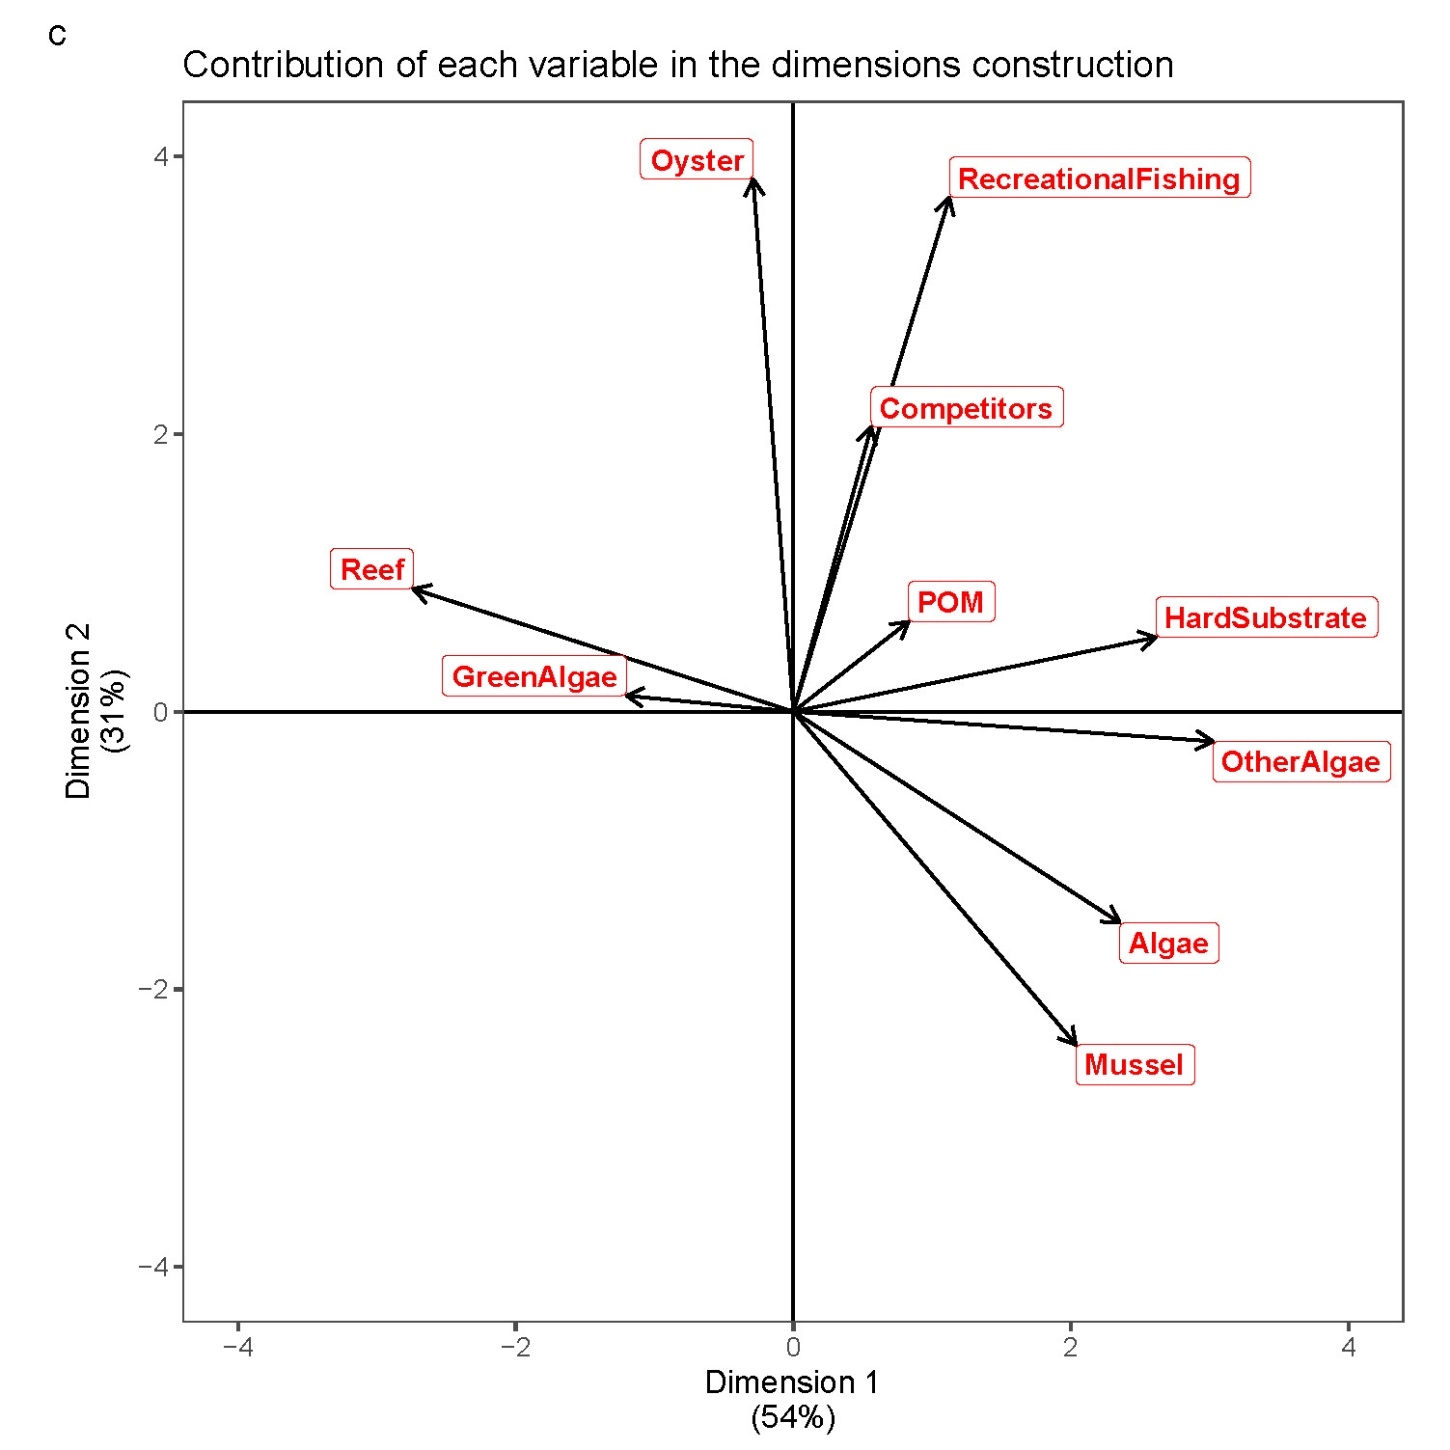 c
Contribution of each variable in the dimensions construction
Oyster
RecreationalFishing
Competitors
Reef
POM
HardSubstrate
GreenAlgae
OtherAlgae
Algae
Mussel
4
2
0
−2
−4
Dimension 2
(31%)
−4
−2
0
2
4
Dimension 1
(54%)